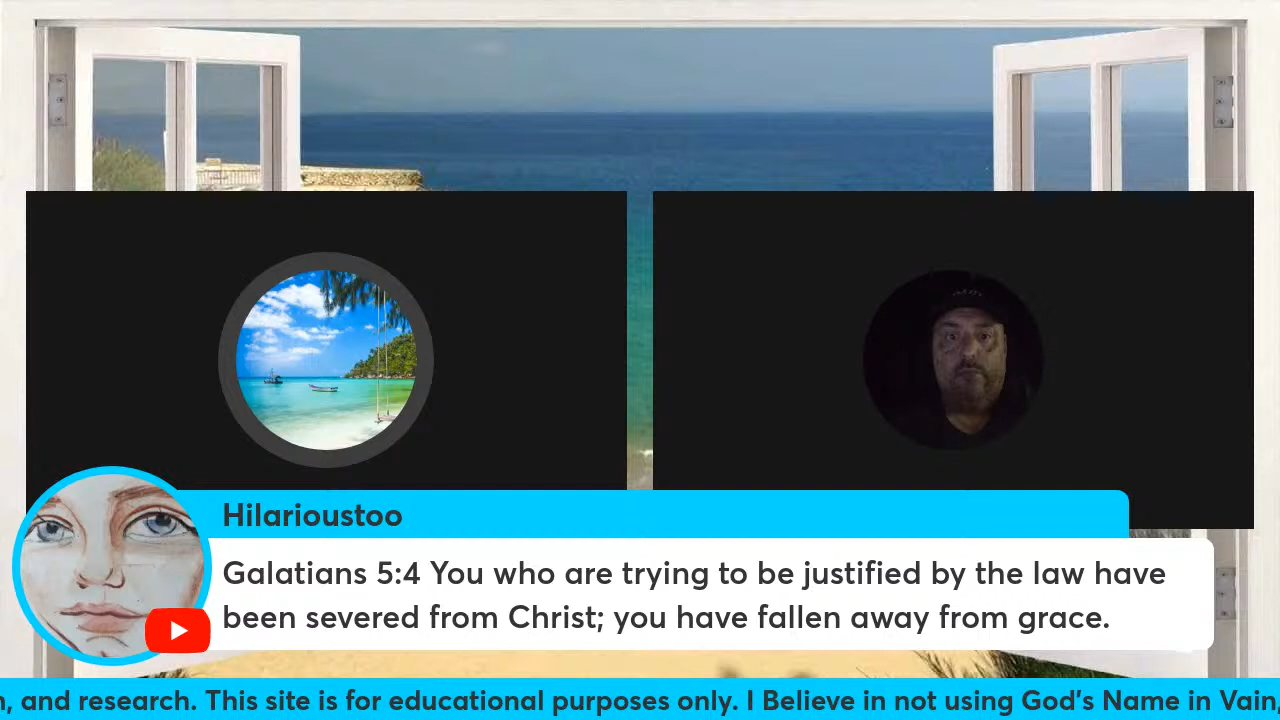 Hilarioustoo
Galatians 5:4 You who are trying to be justified by the law have
been severed from Christ; you have fallen away from grace.
and research. This site is for educational purposes only. I Believe in not using God's Name in Vain,